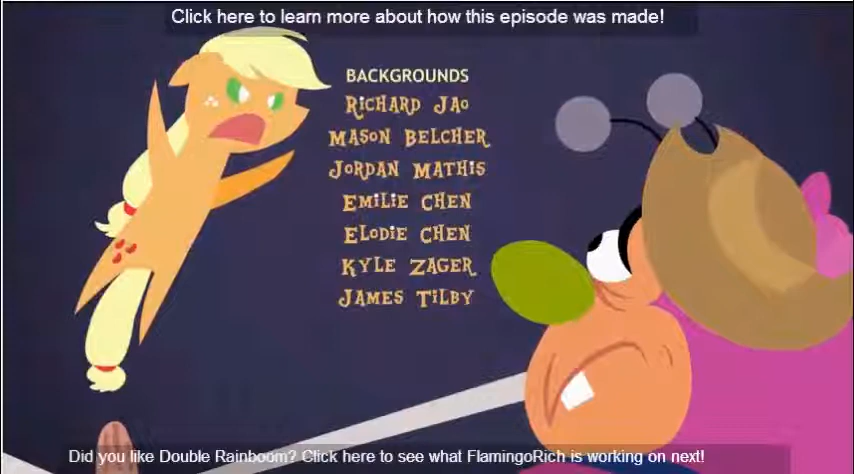 Click here to learn more about how this episode was made!
BACKGROUNDS
RiCHARD JAO
MASON BELCHER
JORDAN MATHiS
EMiLiE CHEN
ELODiE CHEN
KYLE ZAGER
JAMES TiLBY
Did you like Double Rainboom? Click here to see what FlamingoRich is working on next!